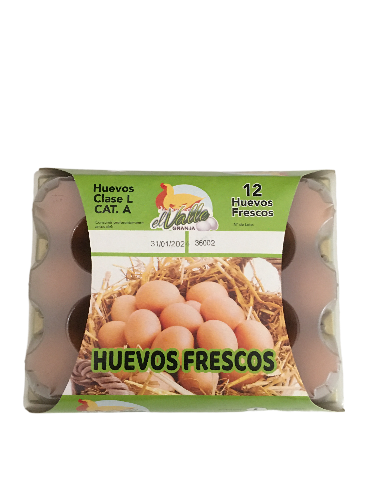 Huevos
Clase L
CAT. A
el Valle
GRANJA
12
Huevos
Frescos
36002
HUEVOS FRESCOS